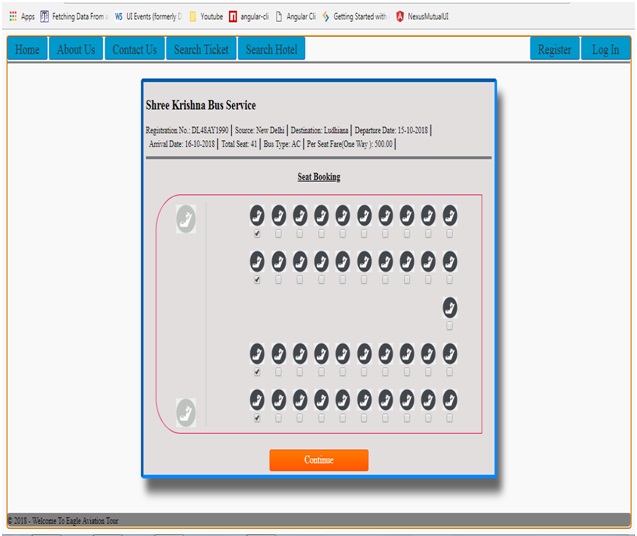 Apps Fetching Data From a UI Events (formerly D Youtube angular-cli Angular Cli Getting Started with NexusMutualUI
Home About Us Contact Us Search Ticket Search Hotel Register Log In
Shree Krishna Bus Service
Registration No.: DL48AY1990 | Source: New Delhi | Destination: Ludhiana | Departure Date: 15-10-2018 |
Arrival Date: 16-10-2018 | Total Seat: 41 | Bus Type: AC | Per Seat Fare(One Way ): 500.00 |
Seat Booking
Continue
© 2018 - Welcome To Eagle Aviation Tour